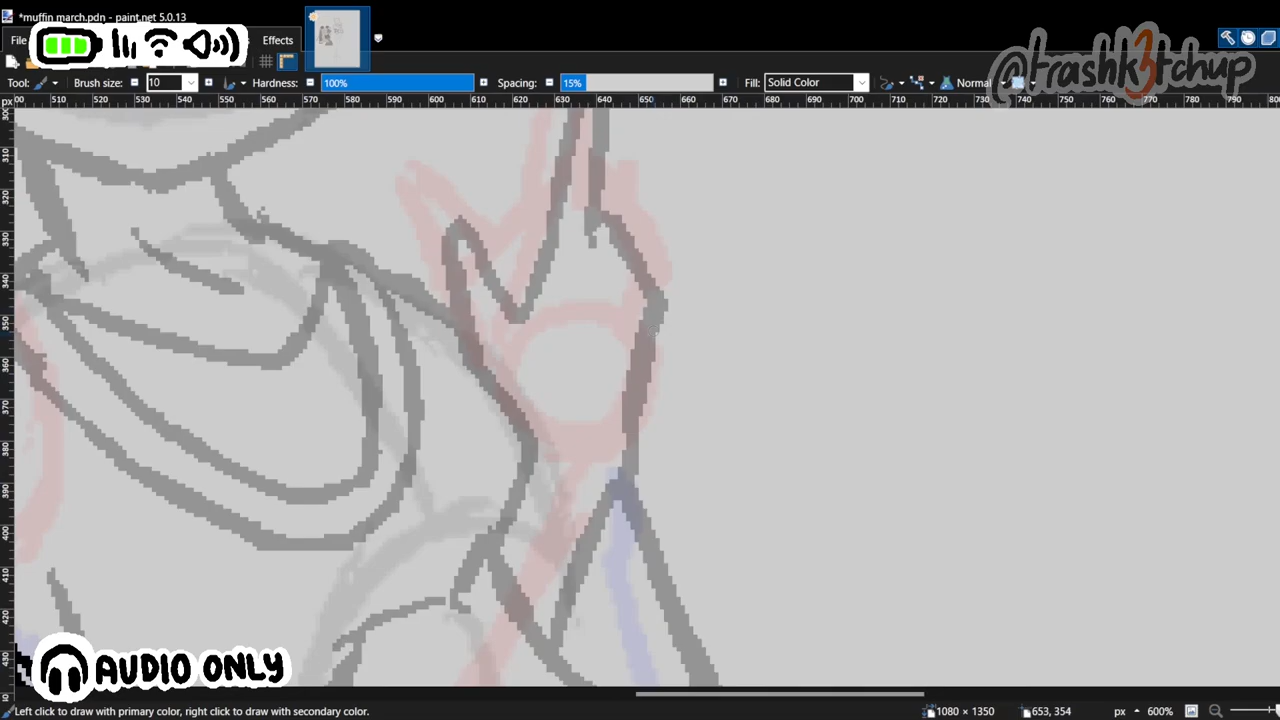 *muffin march.pdn - paint.net 5.0.13
File
Effects
@trashk3tchup
Tool:
Brush size:
10
Hardness:
100%
Spacing:
15%
Fill:
Solid Color
Normal
px
510 520 530 540 550 560 570 580 590 600 610 620 630 640 650 660 670 680 690 700 710 720 730 740 750 760 770 780 790
310
320
330
340
350
360
370
380
390
400
410
420
430
AUDIO ONLY
Left click to draw with primary color, right click to draw with secondary color.
1080 × 1350
653, 354
px
600%